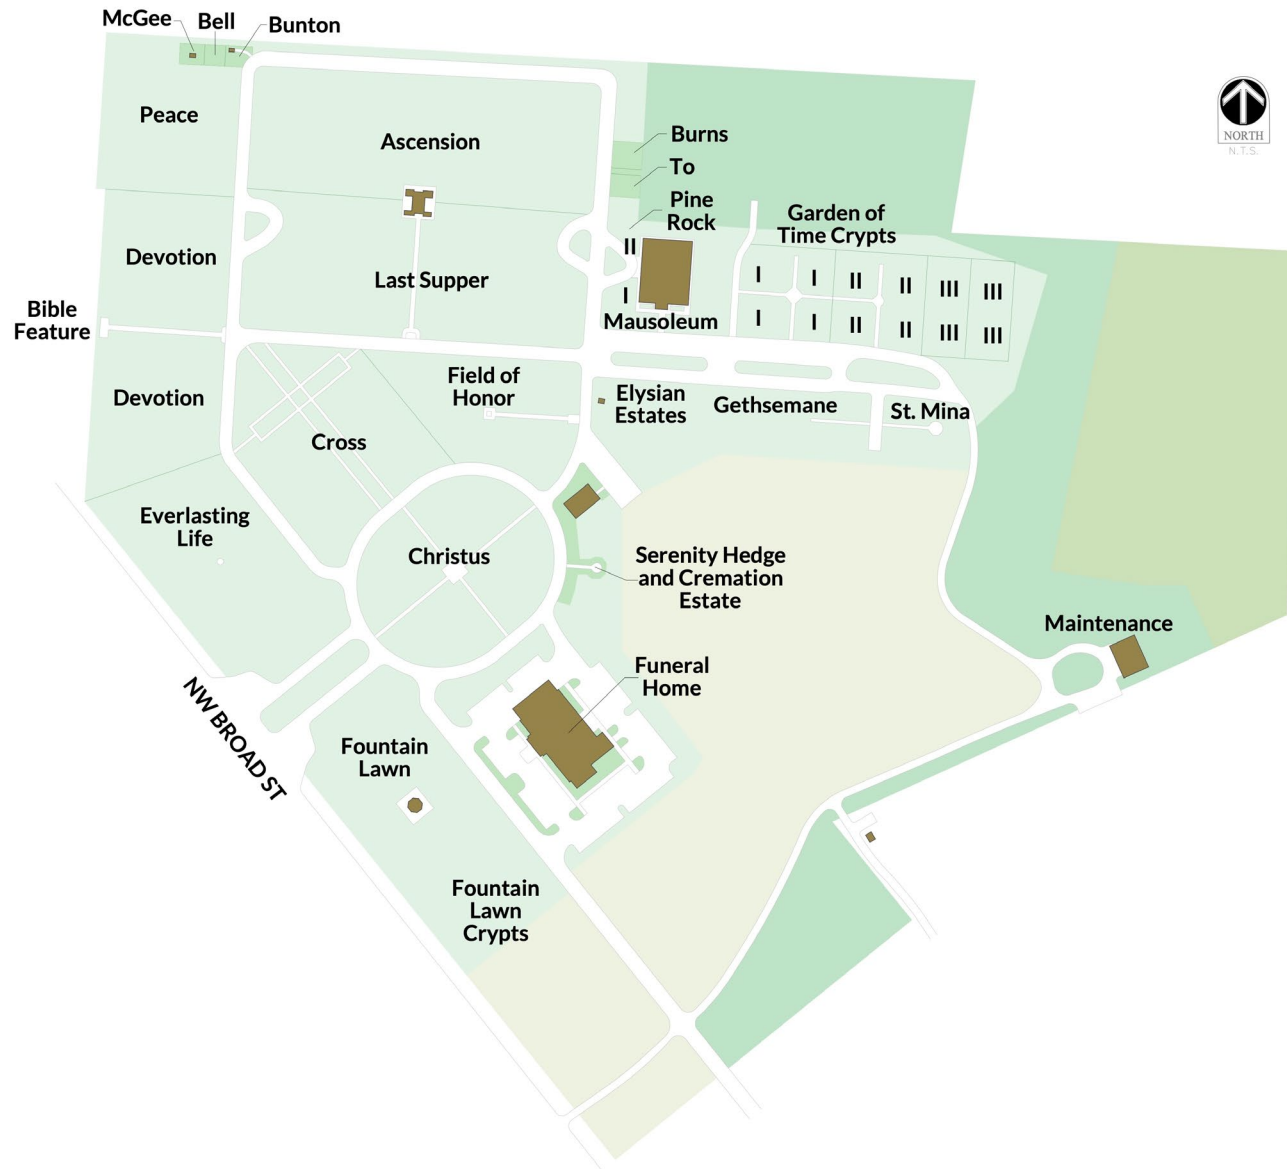 McGee
Bell
Bunton
Peace
Ascension
Burns
To
Pine
Rock
NORTH
N.T.S.
Garden of
Time Crypts
Devotion
Last Supper
II
I
Mausoleum
I
I
II
II
III
III
I
I
II
II
III
III
Bible
Feature
Devotion
Field of
Honor
Elysian
Estates
Gethsemane
St. Mina
Cross
Everlasting
Life
Christus
Serenity Hedge
and Cremation
Estate
Maintenance
Funeral
Home
NW BROAD ST
Fountain
Lawn
Fountain
Lawn
Crypts